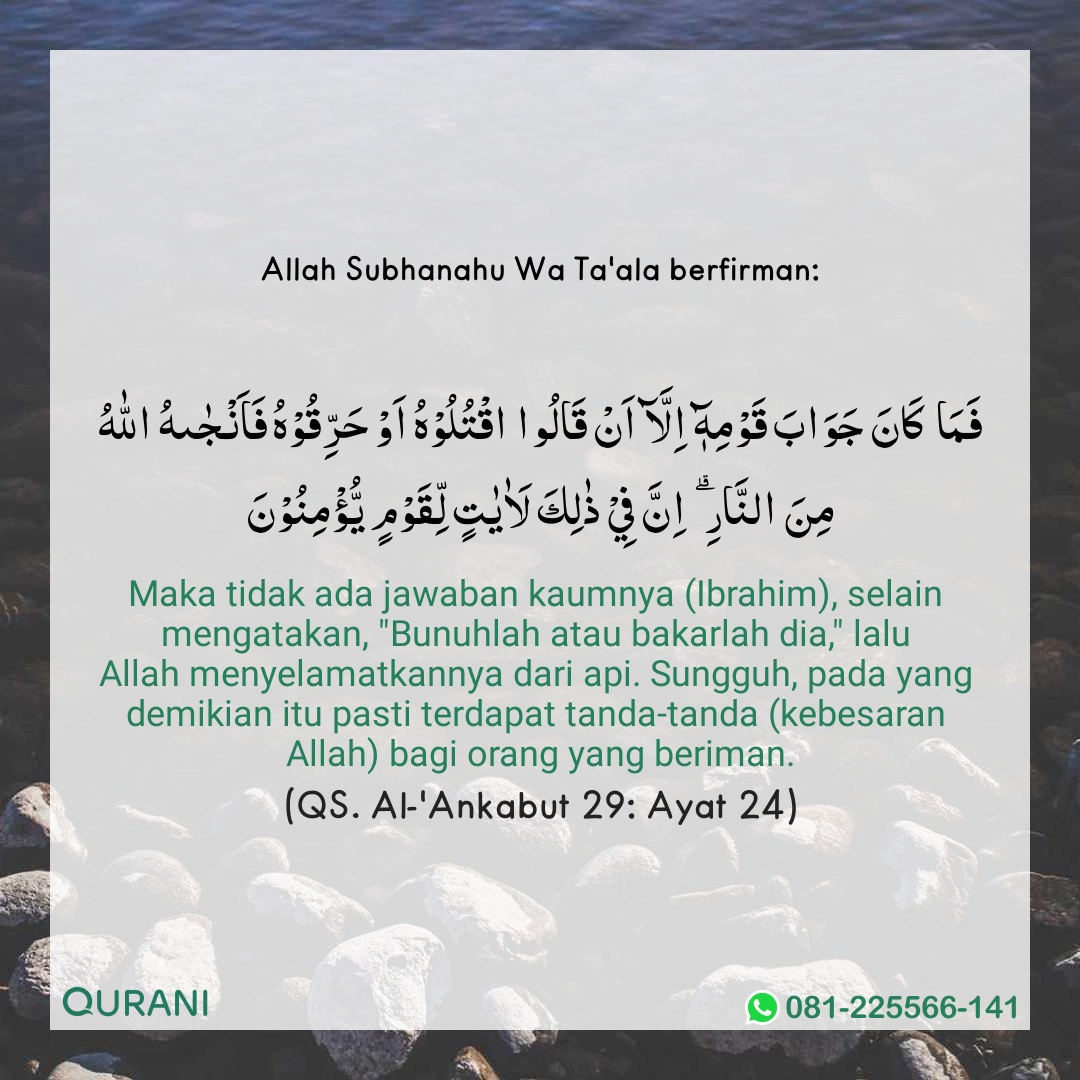 Allah Subhanahu Wa Ta'ala berfirman:
فَمَا كَانَ جَوَابَ قَوْمِهٖٓ اِلَّآ اَنْ قَالُوا اقْتُلُوْهُ اَوْ حَرِّقُوْهُ فَاَنْجٰىهُ اللّٰهُ
مِنَ النَّارِۗ اِنَّ فِيْ ذٰلِكَ لَاٰيٰتٍ لِّقَوْمٍ يُّؤْمِنُوْنَ
Maka tidak ada jawaban kaumnya (Ibrahim), selain
mengatakan, "Bunuhlah atau bakarlah dia," lalu
Allah menyelamatkannya dari api. Sungguh, pada yang
demikian itu pasti terdapat tanda-tanda (kebesaran
Allah) bagi orang yang beriman.
(QS. Al-'Ankabut 29: Ayat 24)
QURANI
081-225566-141